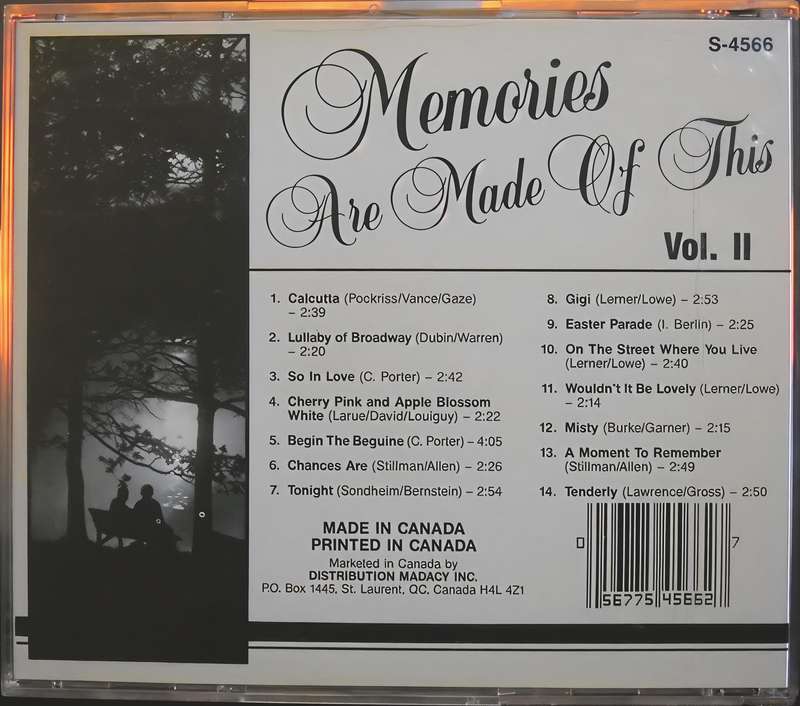 S-4566
Memories
Are Made Of This
Vol. II
1. Calcutta (Pockriss/Vance/Gaze)
– 2:39
2. Lullaby of Broadway (Dubin/Warren)
– 2:20
3. So In Love (C. Porter) – 2:42
4. Cherry Pink and Apple Blossom
White (Larue/David/Louiguy) – 2:22
5. Begin The Beguine (C. Porter) – 4:05
6. Chances Are (Stillman/Allen) – 2:26
7. Tonight (Sondheim/Bernstein) – 2:54
8. Gigi (Lerner/Lowe) – 2:53
9. Easter Parade (I. Berlin) – 2:25
10. On The Street Where You Live
(Lerner/Lowe) – 2:40
11. Wouldn't It Be Lovely (Lerner/Lowe)
– 2:14
12. Misty (Burke/Garner) – 2:15
13. A Moment To Remember
(Stillman/Allen) – 2:49
14. Tenderly (Lawrence/Gross) – 2:50
MADE IN CANADA
PRINTED IN CANADA
Marketed in Canada by
DISTRIBUTION MADACY INC.
P.O. Box 1445, St. Laurent, QC, Canada H4L 4Z1
0 56775 45662 7